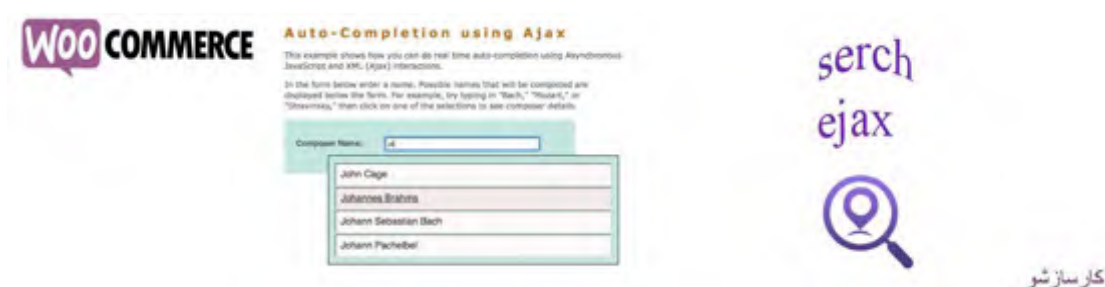 WOO COMMERCE
Auto-Completion using Ajax
This example shows how you can do real time auto-completion using Asynchronous
JavaScript and XML (Ajax) interactions.
In the form below enter a name. Possible names that will be completed are
displayed below the form. For example, try typing in "Bach," "Mozart," or
"Stravinsky," then click on one of the selections to see composer details.
Composer Name:
John Cage
Johannes Brahms
Johann Sebastian Bach
Johann Pachelbel
serch
ejax
کارسازشو